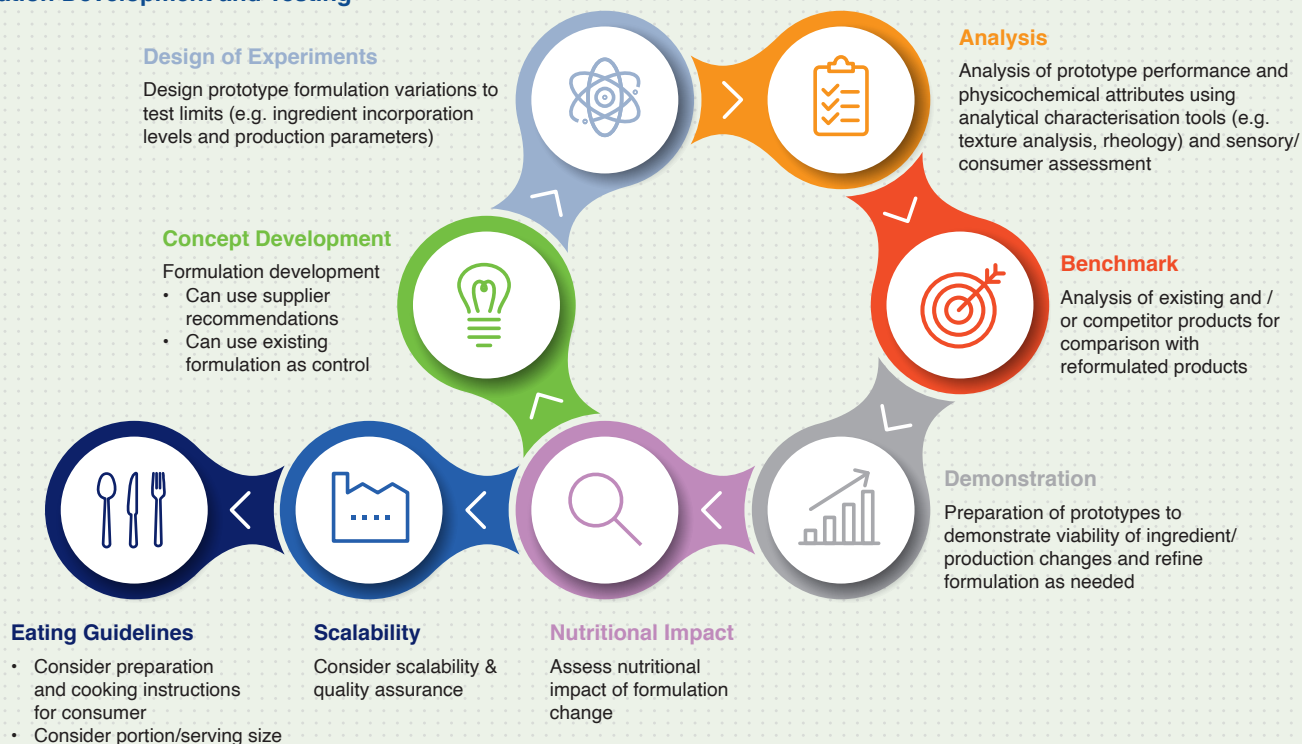 Development and Testing
Design of Experiments
Design prototype formulation variations to
test limits (e.g. ingredient incorporation
levels and production parameters)
Analysis
Analysis of prototype performance and
physicochemical attributes using
analytical characterisation tools (e.g.
texture analysis, rheology) and sensory/
consumer assessment
Concept Development
Formulation development
• Can use supplier
recommendations
• Can use existing
formulation as control
Benchmark
Analysis of existing and /
or competitor products for
comparison with
reformulated products
Demonstration
Preparation of prototypes to
demonstrate viability of ingredient/
production changes and refine
formulation as needed
Eating Guidelines
• Consider preparation
and cooking instructions
for consumer
• Consider portion/serving size
Scalability
Consider scalability &
quality assurance
Nutritional Impact
Assess nutritional
impact of formulation
change